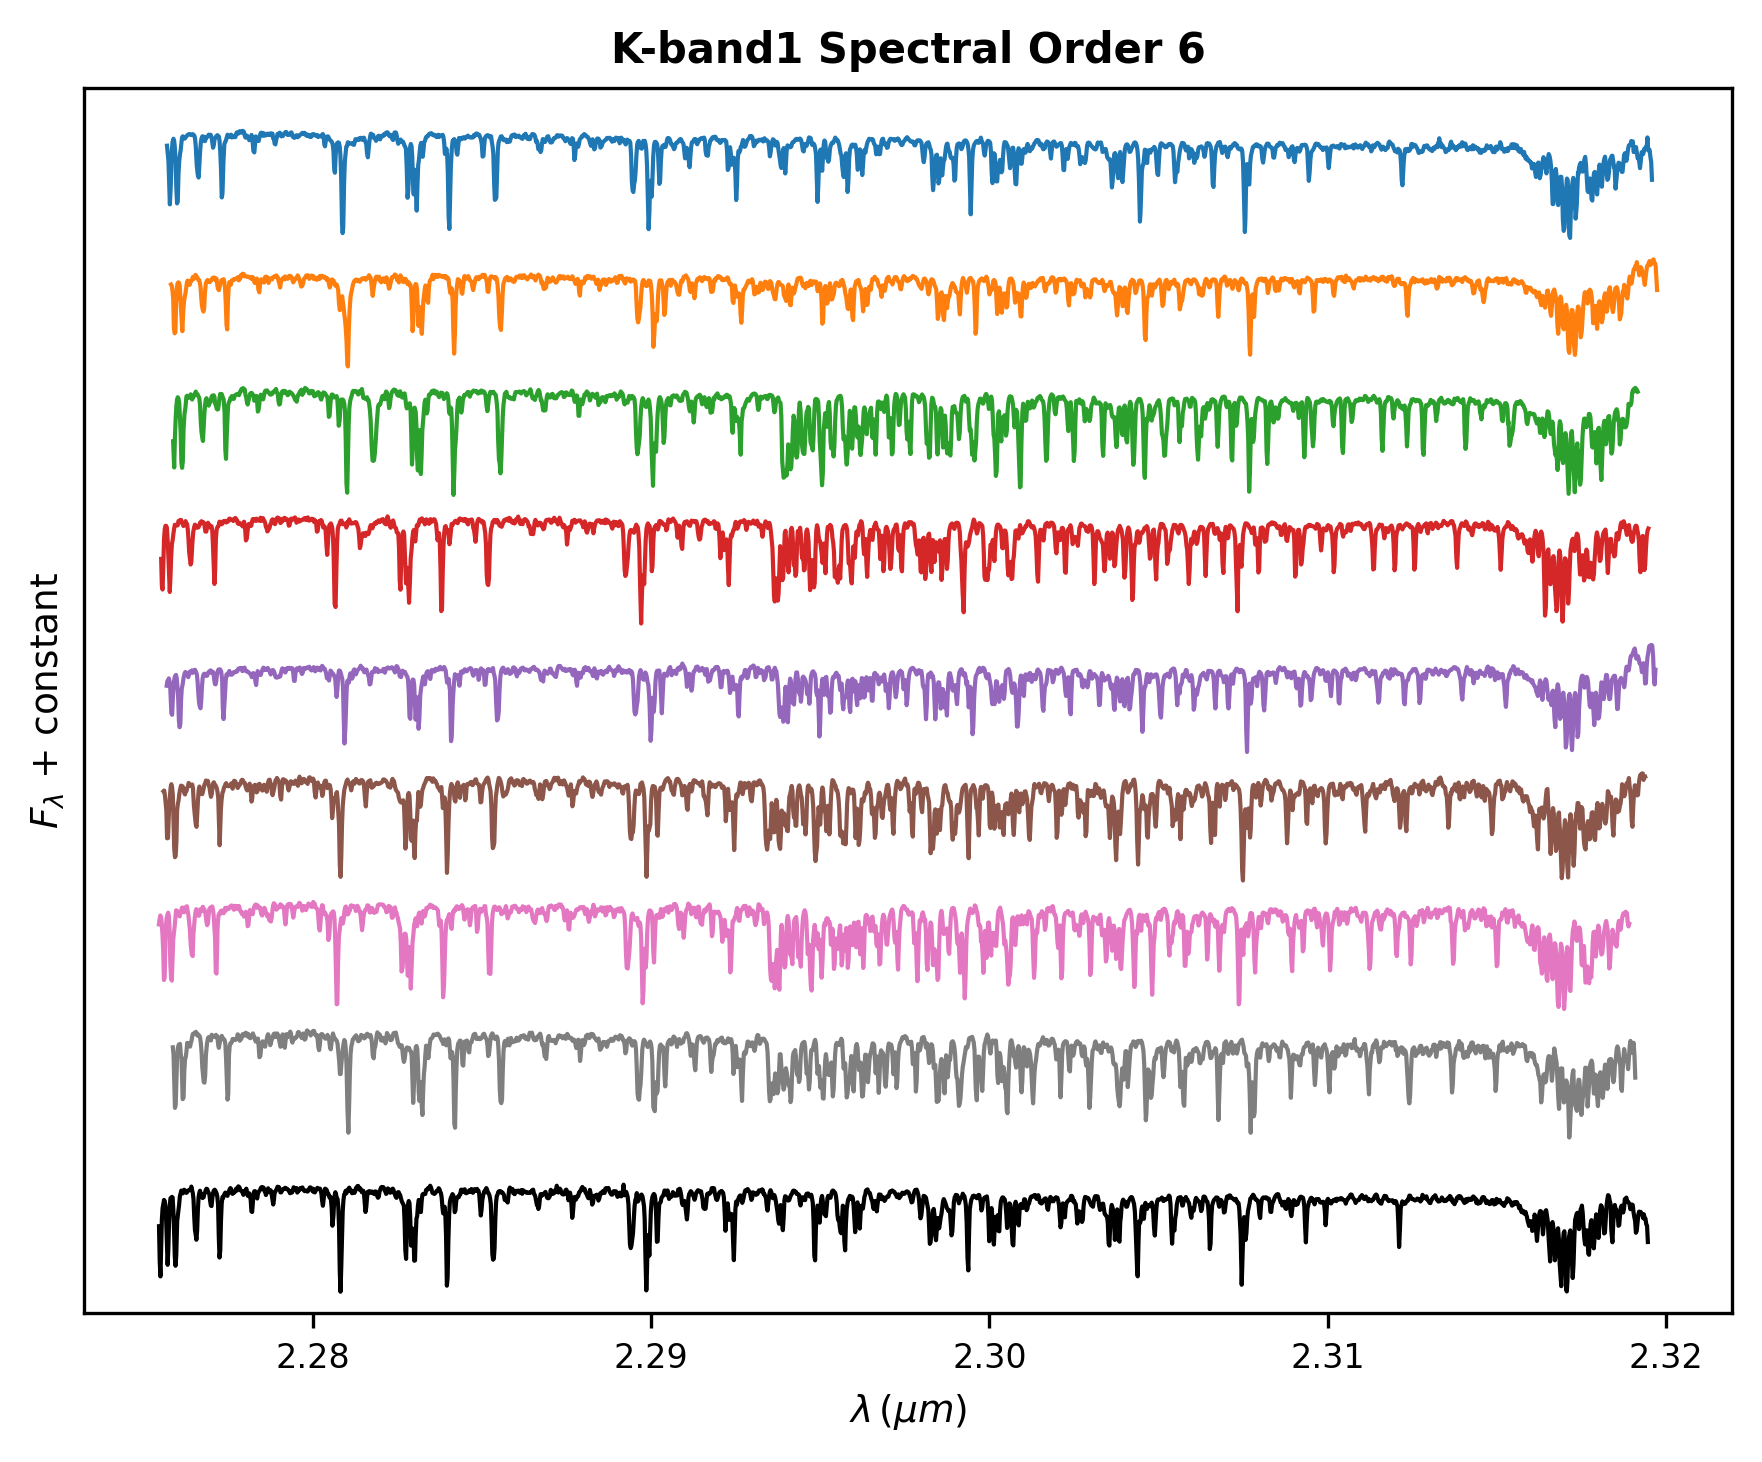 K-band1 Spectral Order 6
F_λ + constant
2.28 2.29 2.30 2.31 2.32
λ (μm)